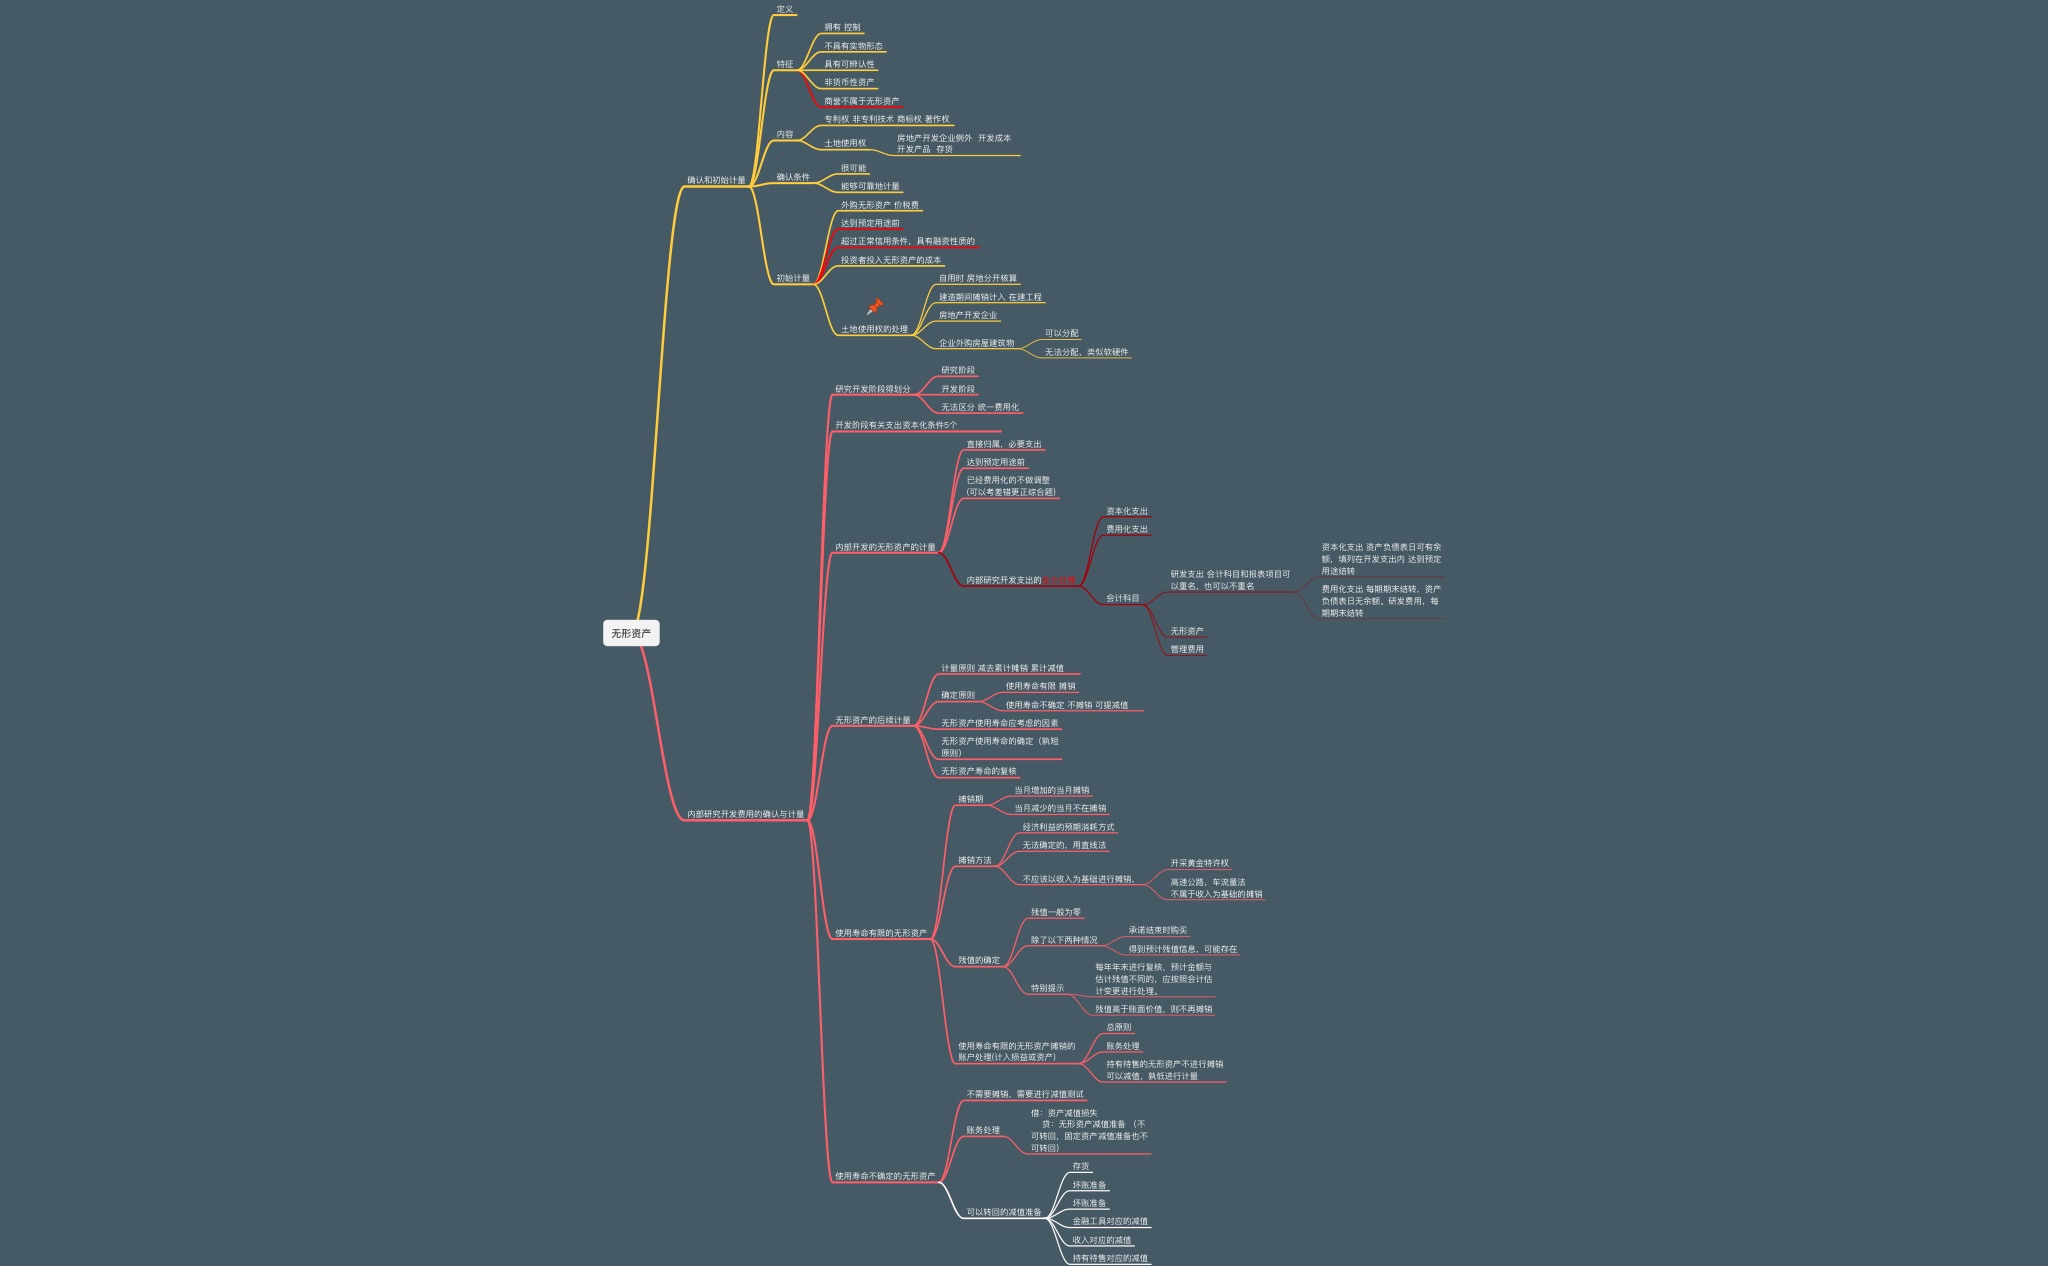 定义
拥有 控制
不具有实物形态
特征
具有可辨认性
非货币性资产
商誉不属于无形资产
专利权 非专利技术 商标权 著作权
内容
土地使用权
房地产开发企业例外 开发成本
开发产品 存货
确认和初始计量
很可能
确认条件
能够可靠地计量
外购无形资产 价税费
达到预定用途前
超过正常信用条件，具有融资性质的
投资者投入无形资产的成本
初始计量
自用时 房地分开核算
建造期间摊销计入 在建工程
房地产开发企业
土地使用权的处理
企业外购房屋建筑物
可以分配
无法分配，类似软硬件
研究阶段
研究开发阶段得划分
开发阶段
无法区分 统一费用化
开发阶段有关支出资本化条件5个
直接归属，必要支出
达到预定用途前
已经费用化的不做调整
(可以考差错更正综合题)
内部开发的无形资产的计量
资本化支出
费用化支出
内部研究开发支出的
会计科目
研发支出 会计科目和报表项目可
以重名，也可以不重名
资本化支出 资产负债表日可有余
额，填列在开发支出内 达到预定
用途结转
费用化支出 每期期末结转，资产
负债表日无余额。研发费用，每
期期末结转
无形资产
管理费用
无形资产
计量原则 减去累计摊销 累计减值
使用寿命有限 摊销
确定原则
使用寿命不确定 不摊销 可提减值
无形资产的后续计量
无形资产使用寿命应考虑的因素
无形资产使用寿命的确定（孰短
原则）
无形资产寿命的复核
内部研究开发费用的确认与计量
当月增加的当月摊销
摊销期
当月减少的当月不在摊销
经济利益的预期消耗方式
无法确定的，用直线法
摊销方法
不应该以收入为基础进行摊销。
开采黄金特许权
高速公路，车流量法
不属于收入为基础的摊销
使用寿命有限的无形资产
残值一般为零
除了以下两种情况
承诺结束时购买
得到预计残值信息，可能存在
残值的确定
特别提示
每年年末进行复核，预计金额与
估计残值不同的，应按照会计估
计变更进行处理。
残值高于账面价值，则不再摊销
总原则
使用寿命有限的无形资产摊销的
账户处理(计入损益或资产)
账务处理
持有待售的无形资产不进行摊销
可以减值，孰低进行计量
不需要摊销，需要进行减值测试
账务处理
借：资产减值损失
贷：无形资产减值准备 （不
可转回，固定资产减值准备也不
可转回）
使用寿命不确定的无形资产
可以转回的减值准备
存货
坏账准备
坏账准备
金融工具对应的减值
收入对应的减值
持有待售对应的减值